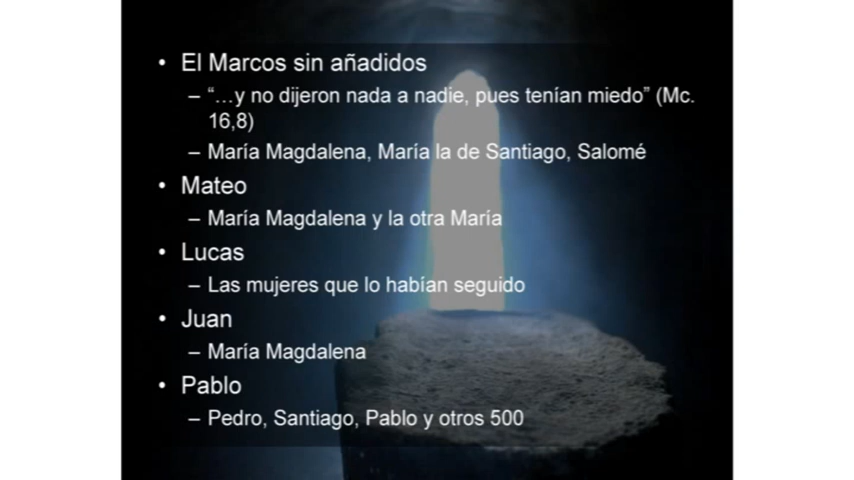 • El Marcos sin añadidos
– “…y no dijeron nada a nadie, pues tenían miedo” (Mc.
16,8)
– María Magdalena, María la de Santiago, Salomé
• Mateo
– María Magdalena y la otra María
• Lucas
– Las mujeres que lo habían seguido
• Juan
– María Magdalena
• Pablo
– Pedro, Santiago, Pablo y otros 500